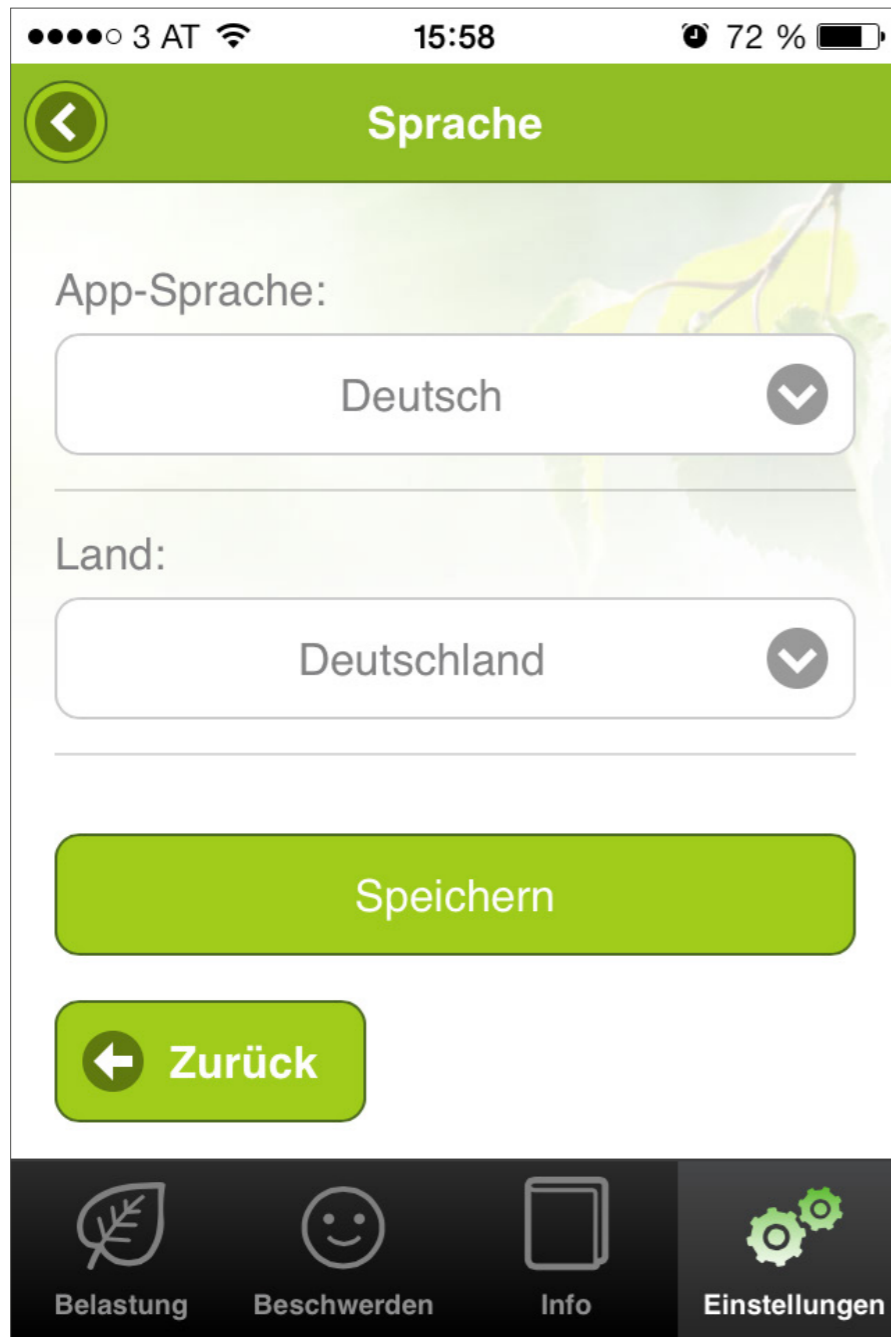 3 AT 15:58 72 %
Sprache
App-Sprache:
Deutsch
Land:
Deutschland
Speichern
Zurück
Belastung Beschwerden Info Einstellungen